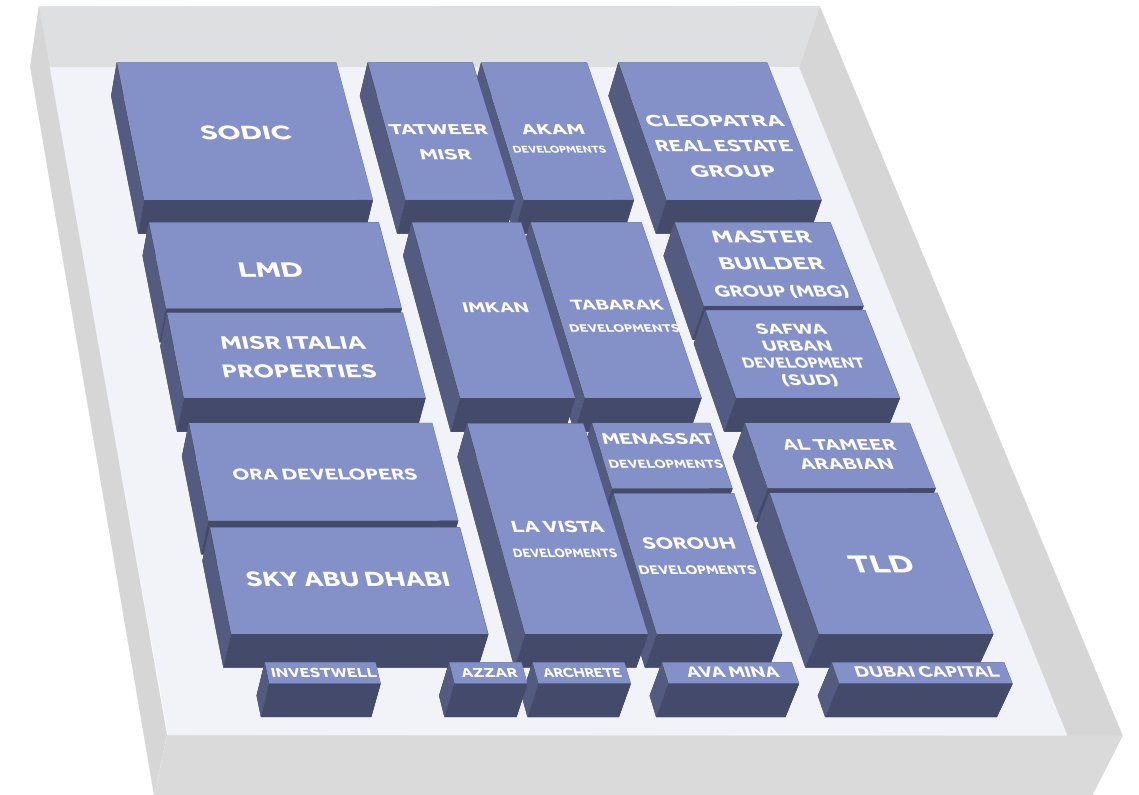 SODIC
TATWEER
MISR
AKAM
DEVELOPMENTS
CLEOPATRA
REAL ESTATE
GROUP
LMD
MISR ITALIA
PROPERTIES
IMKAN
TABARAK
DEVELOPMENTS
MASTER
BUILDER
GROUP (MBG)
SAFWA
URBAN
DEVELOPMENT
(SUD)
ORA DEVELOPERS
SKY ABU DHABI
LA VISTA
DEVELOPMENTS
MENASSAT
DEVELOPMENTS
SOROUH
DEVELOPMENTS
AL TAMEER
ARABIAN
TLD
INVESTWELL
AZZAR
ARCHRETE
AVA MINA
DUBAI CAPITAL